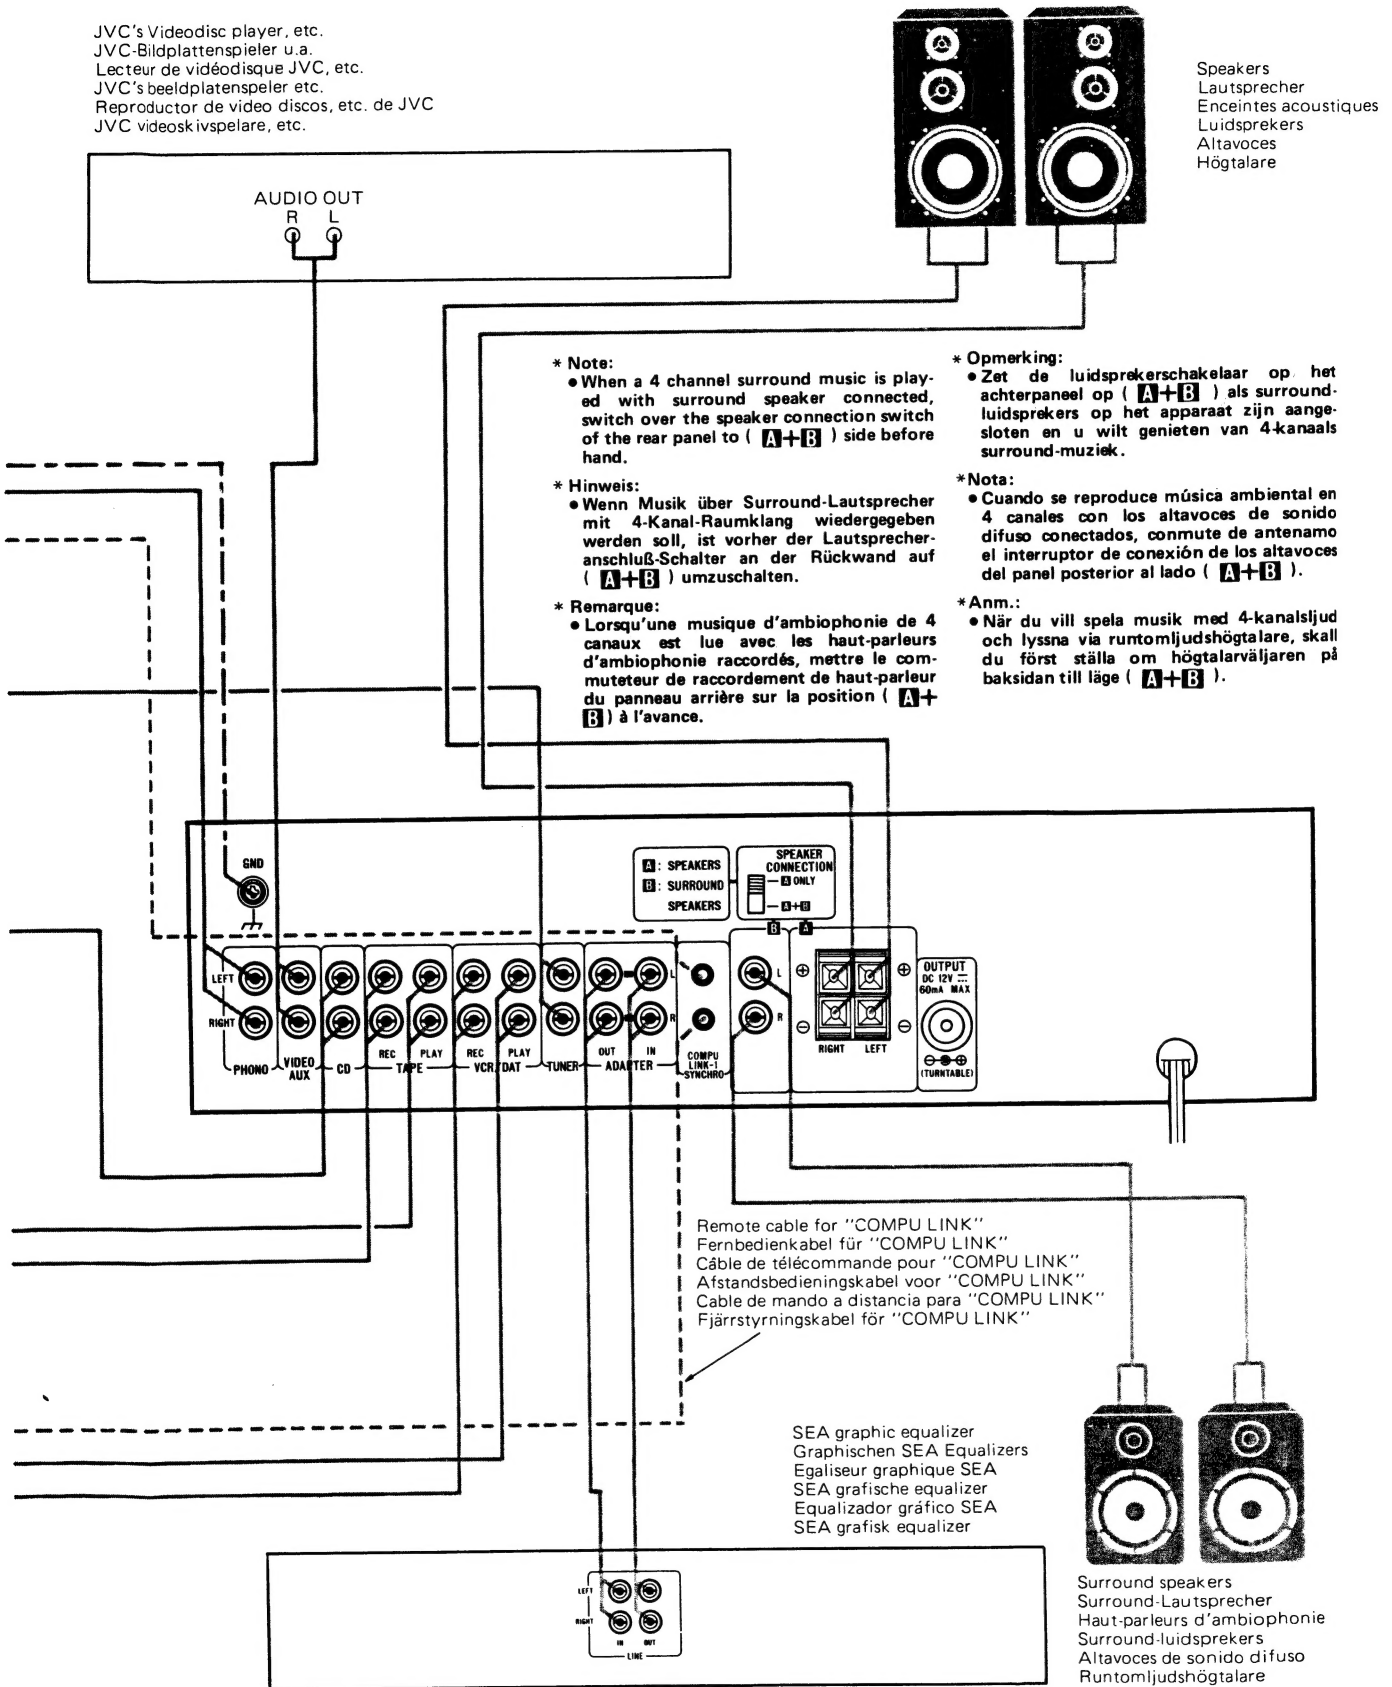 JVC's Videodisc player, etc.
JVC-Bildplattenspieler u.a.
Lecteur de vidéodisque JVC, etc.
JVC's beeldplatenspeler etc.
Reproductor de video discos, etc. de JVC
JVC videoskivspelare, etc.
AUDIO OUT
R L
Speakers
Lautsprecher
Enceintes acoustiques
Luidsprekers
Altavoces
Högtalare
* Note:
● When a 4 channel surround music is play-
ed with surround speaker connected,
switch over the speaker connection switch
of the rear panel to ( A+B ) side before
hand.
* Hinweis:
● Wenn Musik über Surround-Lautsprecher
mit 4-Kanal-Raumklang wiedergegeben
werden soll, ist vorher der Lautsprecher-
anschluß-Schalter an der Rückwand auf
( A+B ) umzuschalten.
* Remarque:
● Lorsqu'une musique d'ambiophonie de 4
canaux est lue avec les haut-parleurs
d'ambiophonie raccordés, mettre le com-
muteteur de raccordement de haut-parleur
du panneau arrière sur la position ( A+
B ) à l'avance.
* Opmerking:
● Zet de luidsprekerschakelaar op het
achterpaneel op ( A+B ) als surround-
luidsprekers op het apparaat zijn aange-
sloten en u wilt genieten van 4-kanaals
surround-muziek.
*Nota:
● Cuando se reproduce música ambiental en
4 canales con los altavoces de sonido
difuso conectados, conmute de antenamo
el interruptor de conexión de los altavoces
del panel posterior al lado ( A+B ).
*Anm.:
● När du vill spela musik med 4-kanalsljud
och lyssna via runtomljudshögtalare, skall
du först ställa om högtalarväljaren på
baksidan till läge ( A+B ).
GND
A : SPEAKERS
B : SURROUND
SPEAKERS
SPEAKER
CONNECTION
A ONLY
A+B
B A
LEFT
RIGHT
PHONO
VIDEO
AUX
CD
REC PLAY
TAPE
REC PLAY
VCR/DAT
TUNER
OUT IN
ADAPTER
L
R
COMPU
LINK-1
SYNCHRO
L
R
⊕ ⊕
⊖ ⊖
RIGHT LEFT
OUTPUT
DC 12V ⎓
60mA MAX
⊖ ⊕
(TURNTABLE)
Remote cable for "COMPU LINK"
Fernbedienkabel für "COMPU LINK"
Câble de télécommande pour "COMPU LINK"
Afstandsbedieningskabel voor "COMPU LINK"
Cable de mando a distancia para "COMPU LINK"
Fjärrstyrningskabel för "COMPU LINK"
SEA graphic equalizer
Graphischen SEA Equalizers
Egaliseur graphique SEA
SEA grafische equalizer
Equalizador gráfico SEA
SEA grafisk equalizer
LEFT
RIGHT
IN OUT
LINE
Surround speakers
Surround-Lautsprecher
Haut-parleurs d'ambiophonie
Surround-luidsprekers
Altavoces de sonido difuso
Runtomljudshögtalare